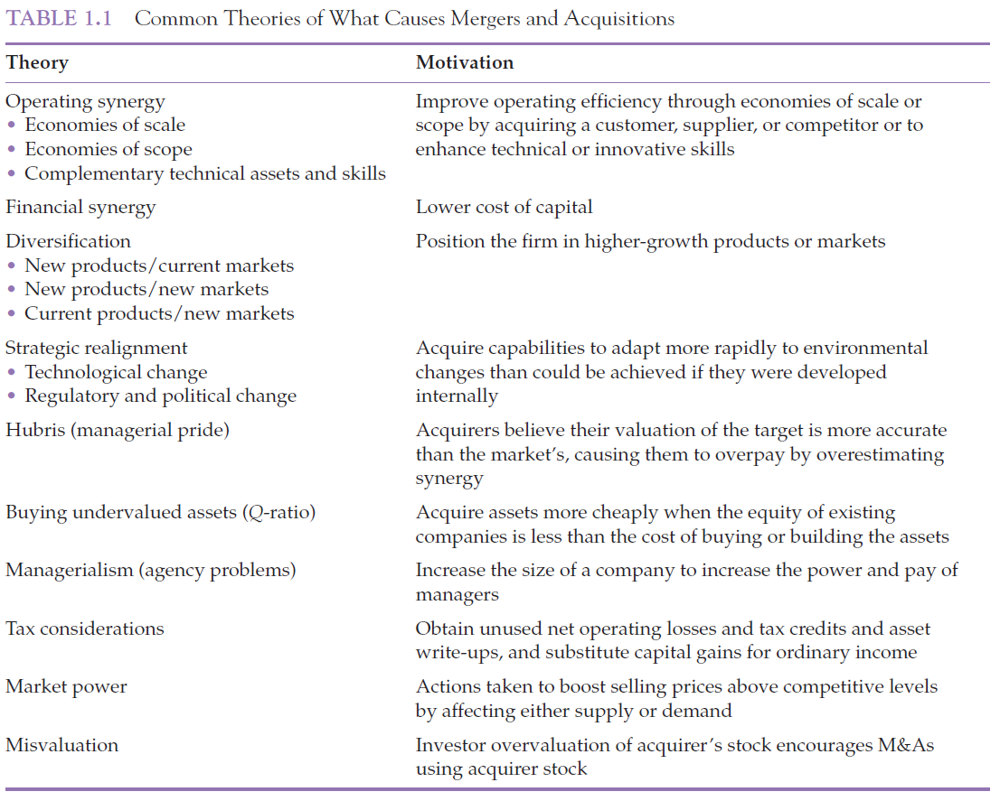 TABLE 1.1 Common Theories of What Causes Mergers and Acquisitions
Theory Motivation
Operating synergy
• Economies of scale
• Economies of scope
• Complementary technical assets and skills
Improve operating efficiency through economies of scale or
scope by acquiring a customer, supplier, or competitor or to
enhance technical or innovative skills
Financial synergy
Lower cost of capital
Diversification
• New products/current markets
• New products/new markets
• Current products/new markets
Position the firm in higher-growth products or markets
Strategic realignment
• Technological change
• Regulatory and political change
Acquire capabilities to adapt more rapidly to environmental
changes than could be achieved if they were developed
internally
Hubris (managerial pride)
Acquirers believe their valuation of the target is more accurate
than the market’s, causing them to overpay by overestimating
synergy
Buying undervalued assets (Q-ratio)
Acquire assets more cheaply when the equity of existing
companies is less than the cost of buying or building the assets
Managerialism (agency problems)
Increase the size of a company to increase the power and pay of
managers
Tax considerations
Obtain unused net operating losses and tax credits and asset
write-ups, and substitute capital gains for ordinary income
Market power
Actions taken to boost selling prices above competitive levels
by affecting either supply or demand
Misvaluation
Investor overvaluation of acquirer’s stock encourages M&As
using acquirer stock